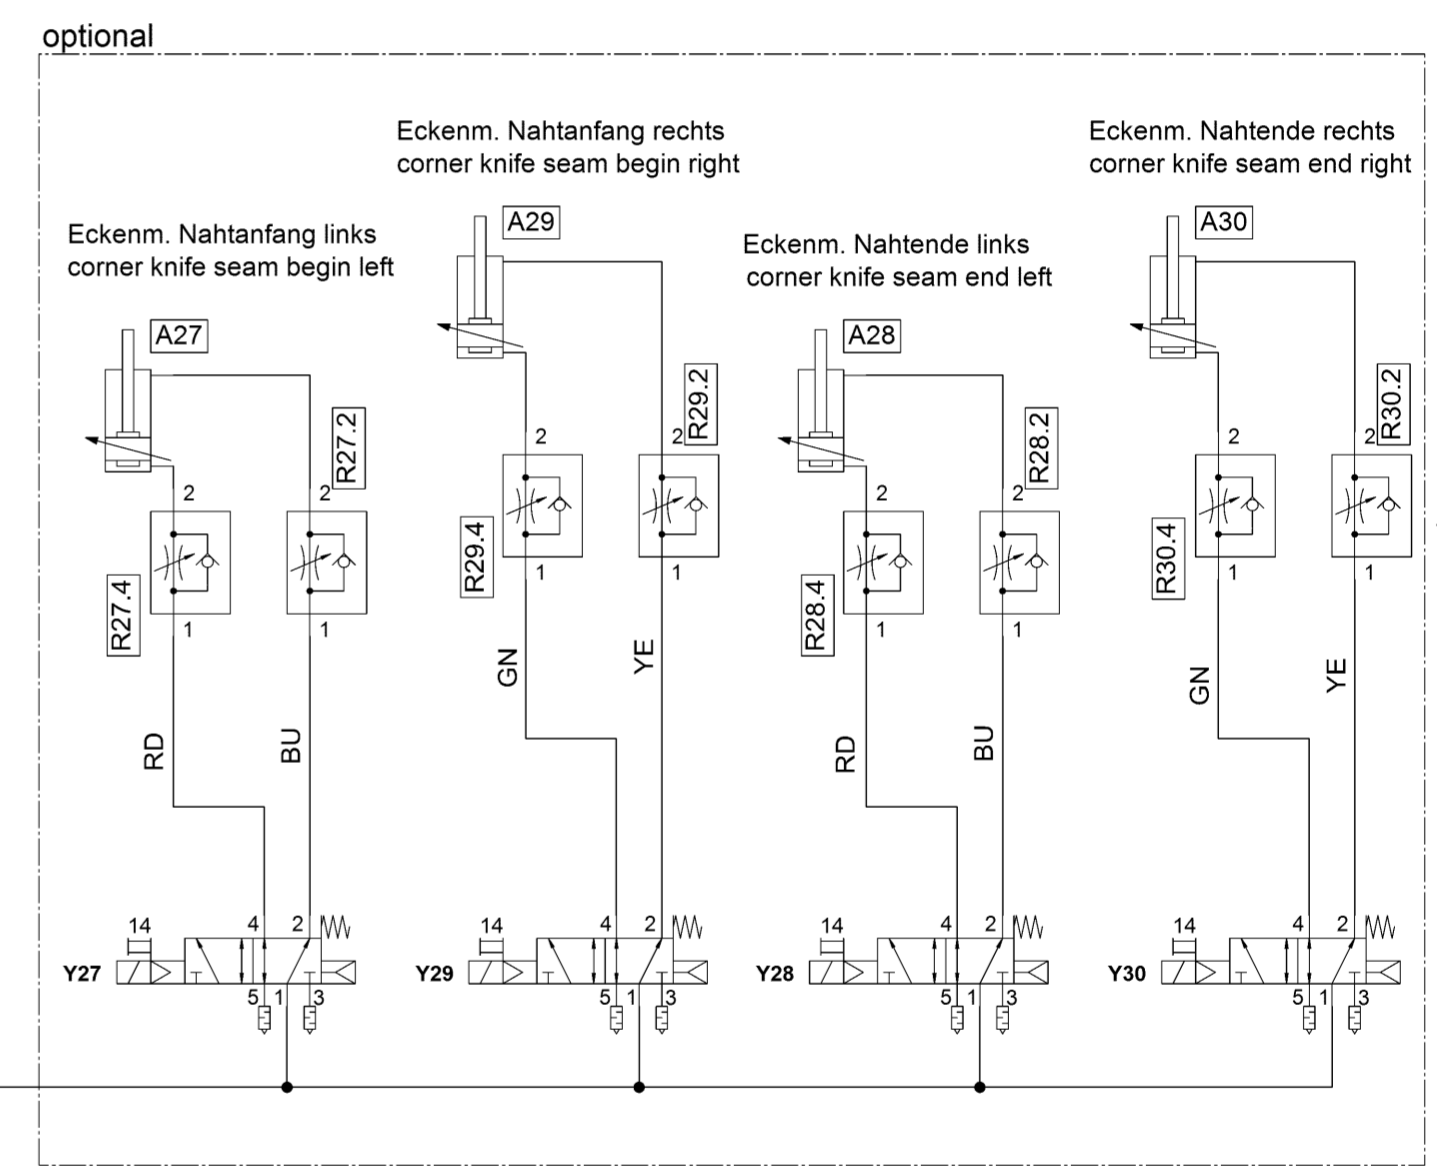 optional
Eckenm. Nahtanfang rechts
corner knife seam begin right
Eckenm. Nahtende rechts
corner knife seam end right
Eckenm. Nahtanfang links
corner knife seam begin left
Eckenm. Nahtende links
corner knife seam end left
A29
A30
A27
A28
R29.2
R30.2
R27.2
R28.2
2
2
2
2
2
2
2
2
R29.4
R30.4
R27.4
R28.4
1
1
1
1
1
1
1
1
GN
YE
GN
YE
RD
BU
RD
BU
14
4
2
14
4
2
14
4
2
14
4
2
Y27
Y29
Y28
Y30
5
1
3
5
1
3
5
1
3
5
1
3